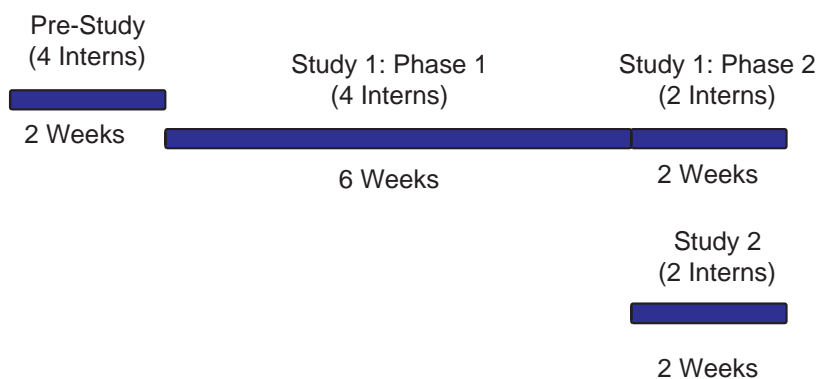 Pre-Study
(4 Interns)
2 Weeks
Study 1: Phase 1
(4 Interns)
6 Weeks
Study 1: Phase 2
(2 Interns)
2 Weeks
Study 2
(2 Interns)
2 Weeks